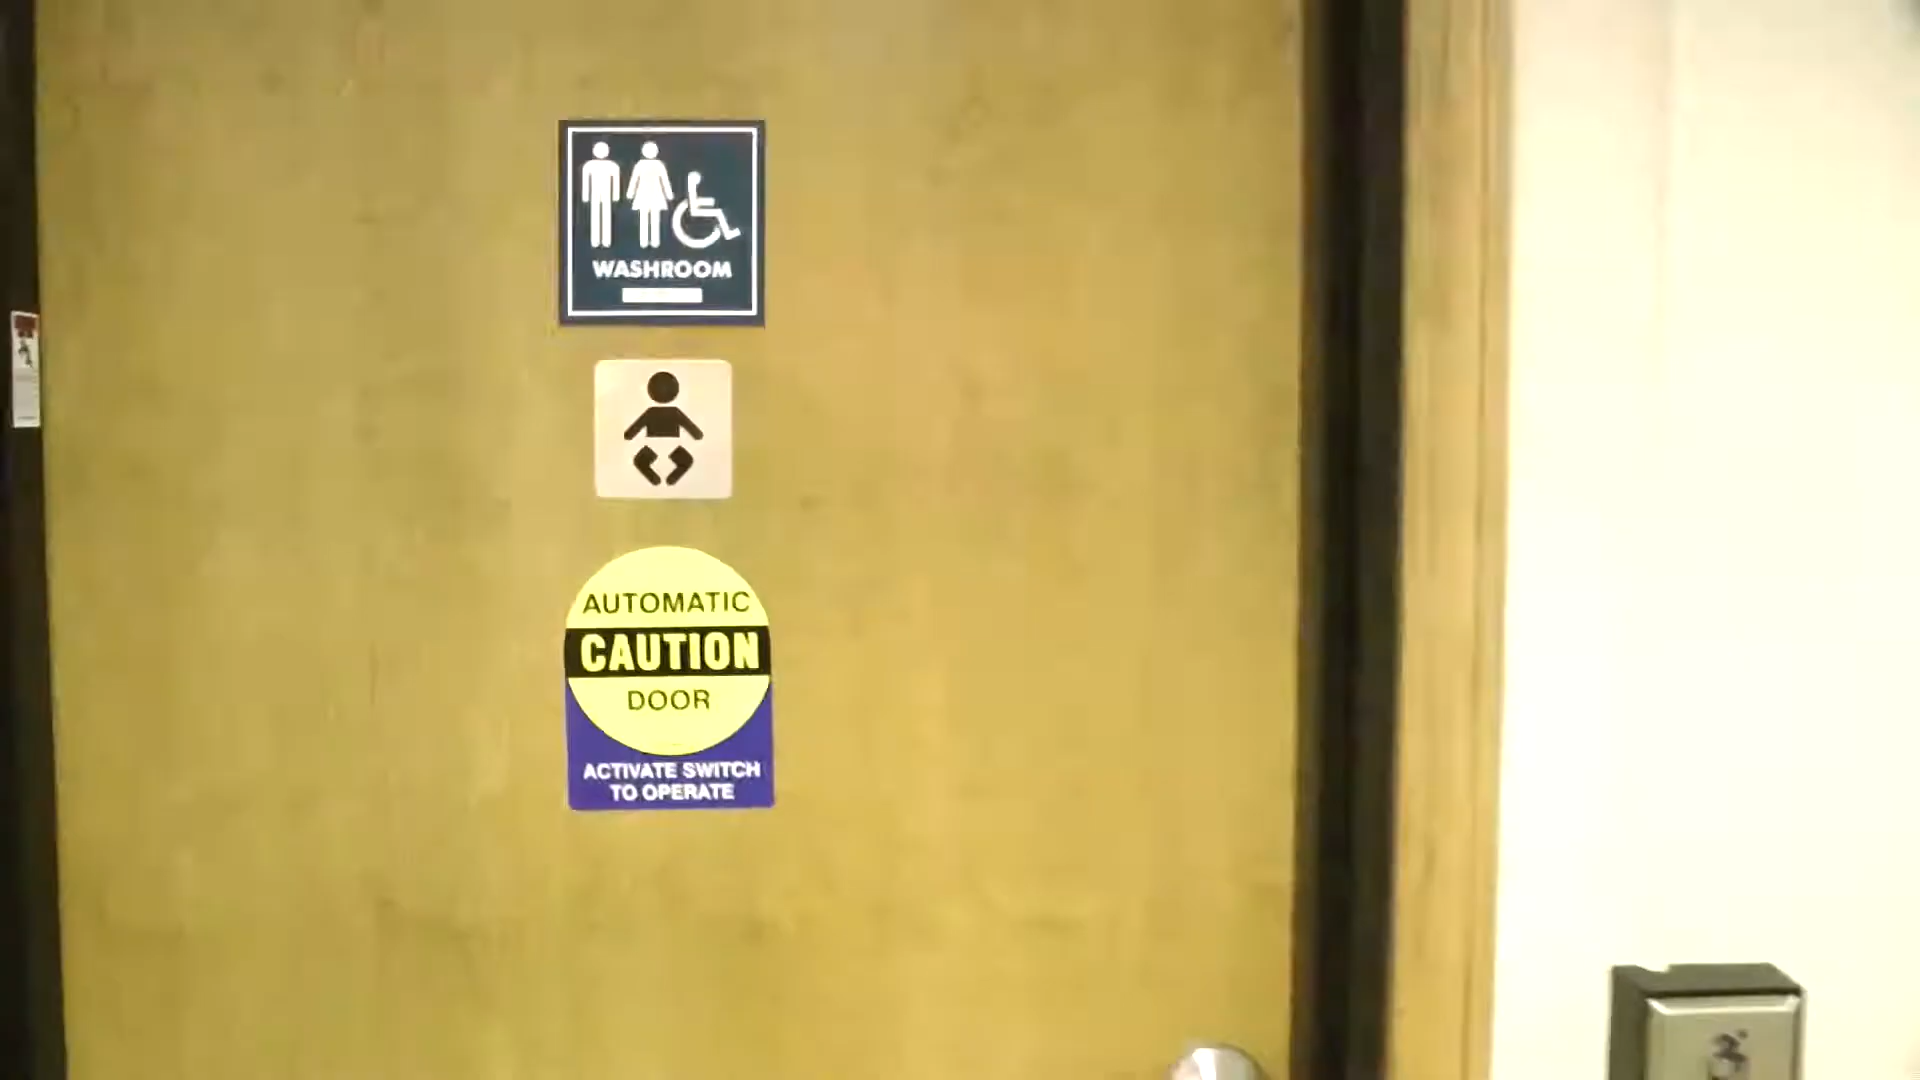 WASHROOM
AUTOMATIC
CAUTION
DOOR
ACTIVATE SWITCH
TO OPERATE